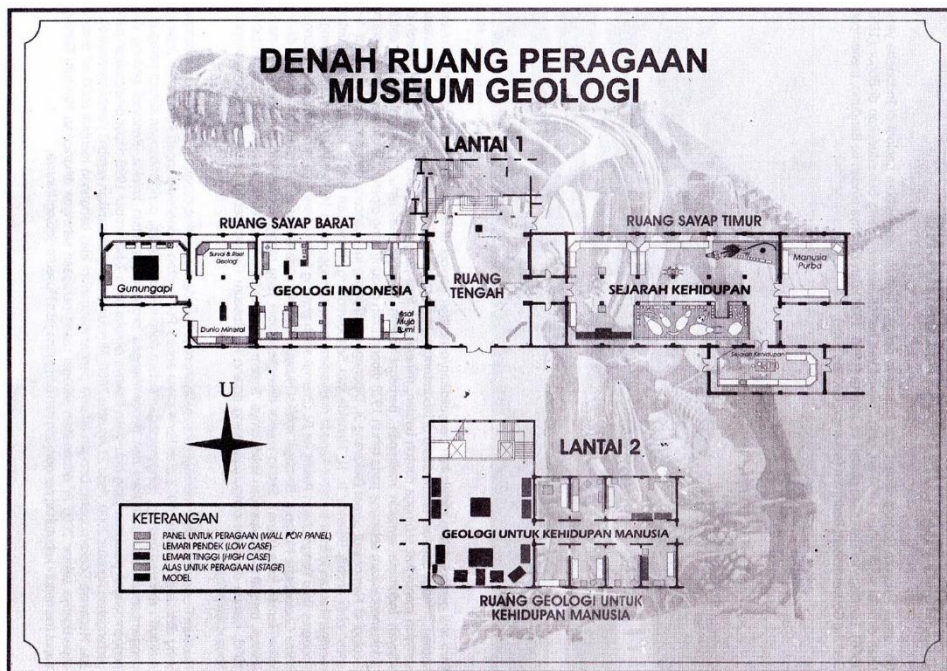 DENAH RUANG PERAGAAN
MUSEUM GEOLOGI
LANTAI 1
RUANG SAYAP BARAT
RUANG SAYAP TIMUR
Gunungapi
Survai & Riset
Geologi
Dunia Mineral
GEOLOGI INDONESIA
Asal
Mula
Bumi
RUANG
TENGAH
SEJARAH KEHIDUPAN
Manusia
Purba
Sejarah Kehidupan
U
LANTAI 2
GEOLOGI UNTUK KEHIDUPAN MANUSIA
RUANG GEOLOGI UNTUK
KEHIDUPAN MANUSIA
KETERANGAN
PANEL UNTUK PERAGAAN (WALL FOR PANEL)
LEMARI PENDEK (LOW CASE)
LEMARI TINGGI (HIGH CASE)
ALAS UNTUK PERAGAAN (STAGE)
MODEL